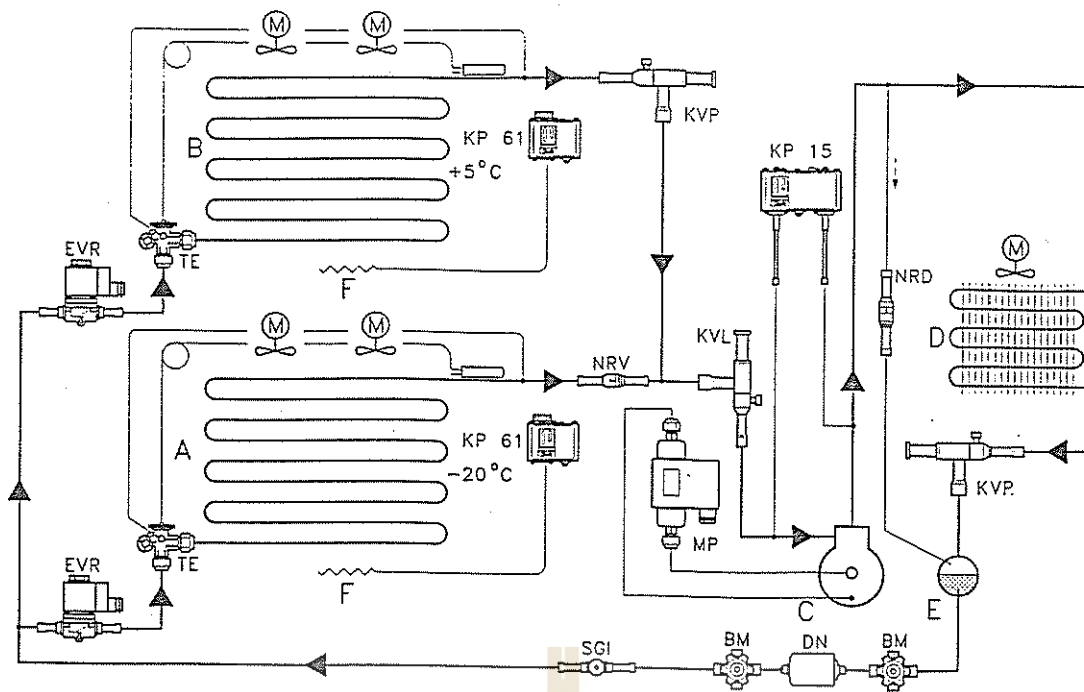 M M
B
KP 61
+5°C
KVP
KP 15
EVR
TE
F
M
NRD
D
M M
NRV
KVL
A
KP 61
-20°C
KVP.
EVR
TE
F
MP
C
E
SGI
BM
DN
BM